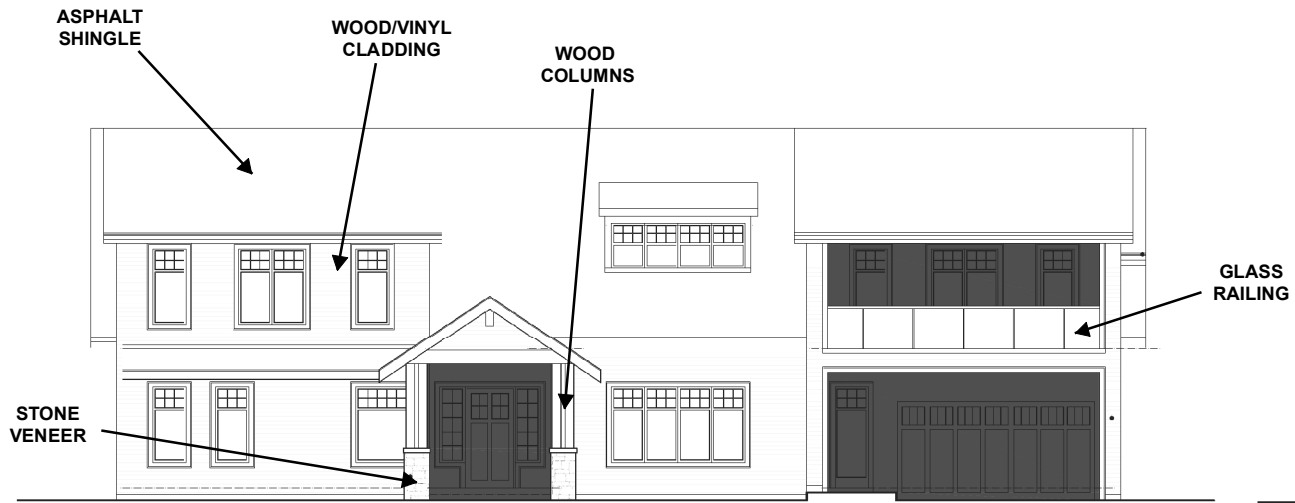 ASPHALT
SHINGLE
WOOD/VINYL
CLADDING
WOOD
COLUMNS
GLASS
RAILING
STONE
VENEER